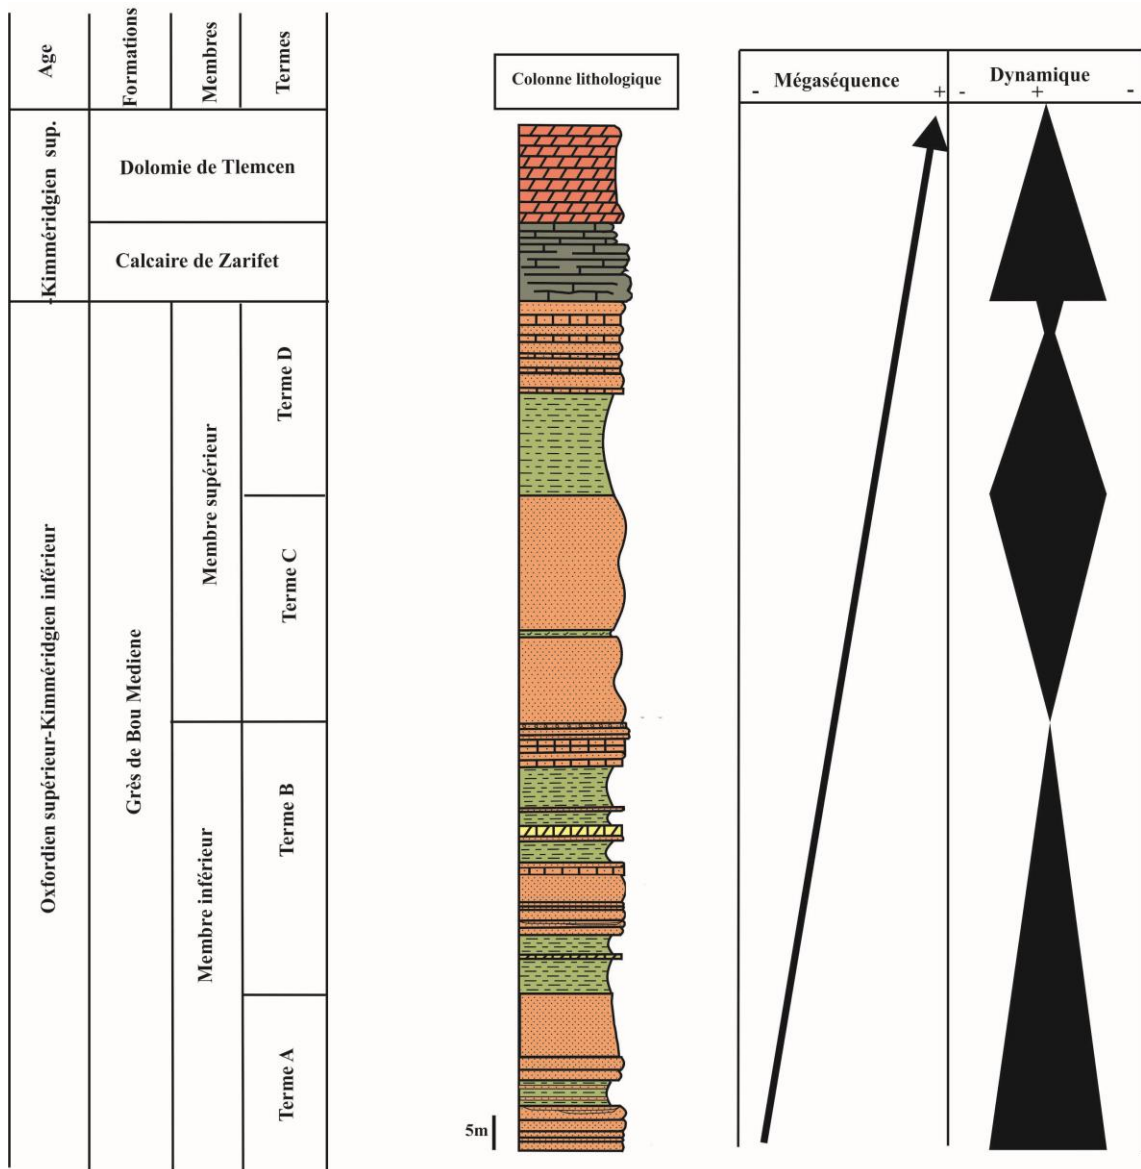 Age
Formations
Membres
Termes
Colonne lithologique
Mégaséquence
Dynamique
- +
- + -
-Kimméridgien sup.
Dolomie de Tlemcen
Calcaire de Zarifet
Oxfordien supérieur-Kimméridgien inférieur
Grès de Bou Mediene
Membre supérieur
Terme D
Terme C
Membre inférieur
Terme B
Terme A
5m